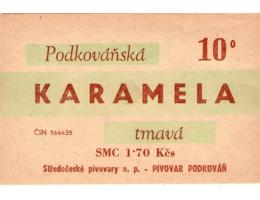 Podkováňská 10°
KARAMELA
ČSN 566635 tmavá
SMC 1·70 Kčs
Středočeské pivovary n. p. - PIVOVAR PODKOVÁŇ